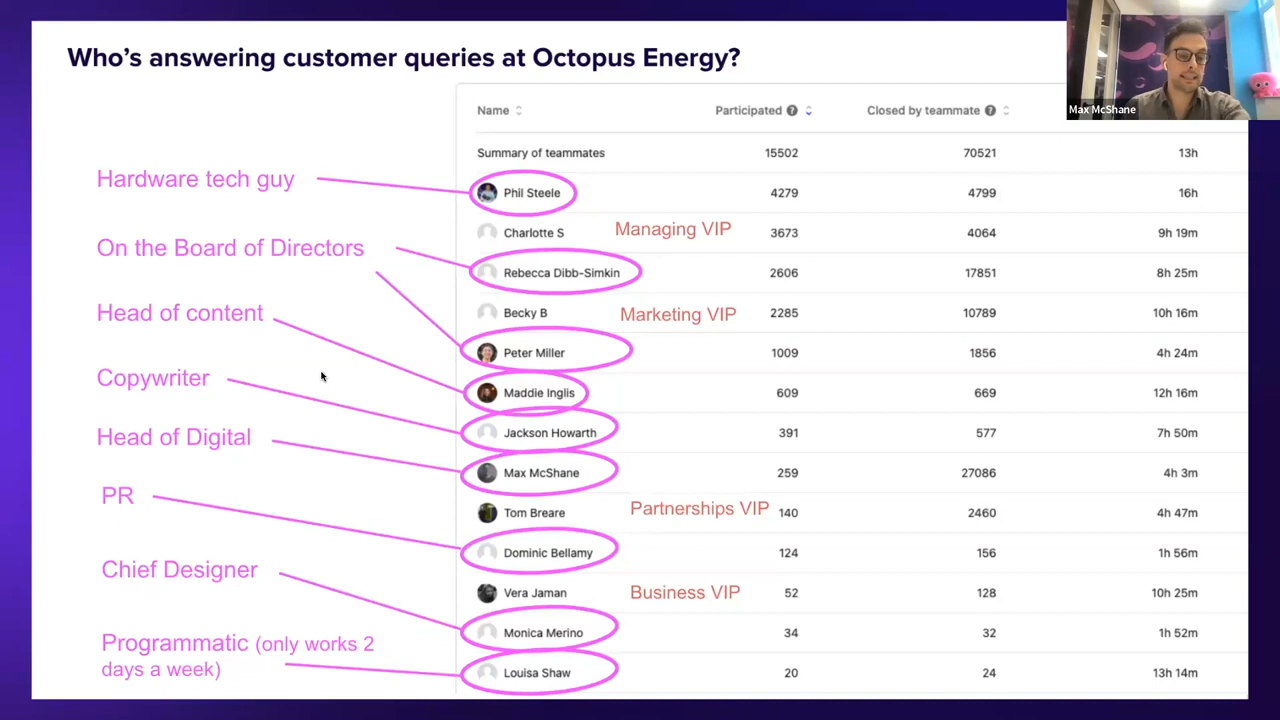 Who's answering customer queries at Octopus Energy?
Max McShane
Name Participated Closed by teammate
Summary of teammates 15502 70521 13h
Hardware tech guy
Phil Steele 4279 4799 16h
Charlotte S Managing VIP 3673 4064 9h 19m
On the Board of Directors
Rebecca Dibb-Simkin 2606 17851 8h 25m
Head of content
Becky B Marketing VIP 2285 10789 10h 16m
Peter Miller 1009 1856 4h 24m
Copywriter
Maddie Inglis 609 669 12h 16m
Head of Digital
Jackson Howarth 391 577 7h 50m
Max McShane 259 27086 4h 3m
PR
Tom Breare Partnerships VIP 140 2460 4h 47m
Dominic Bellamy 124 156 1h 56m
Chief Designer
Vera Jaman Business VIP 52 128 10h 25m
Monica Merino 34 32 1h 52m
Programmatic (only works 2
days a week)
Louisa Shaw 20 24 13h 14m